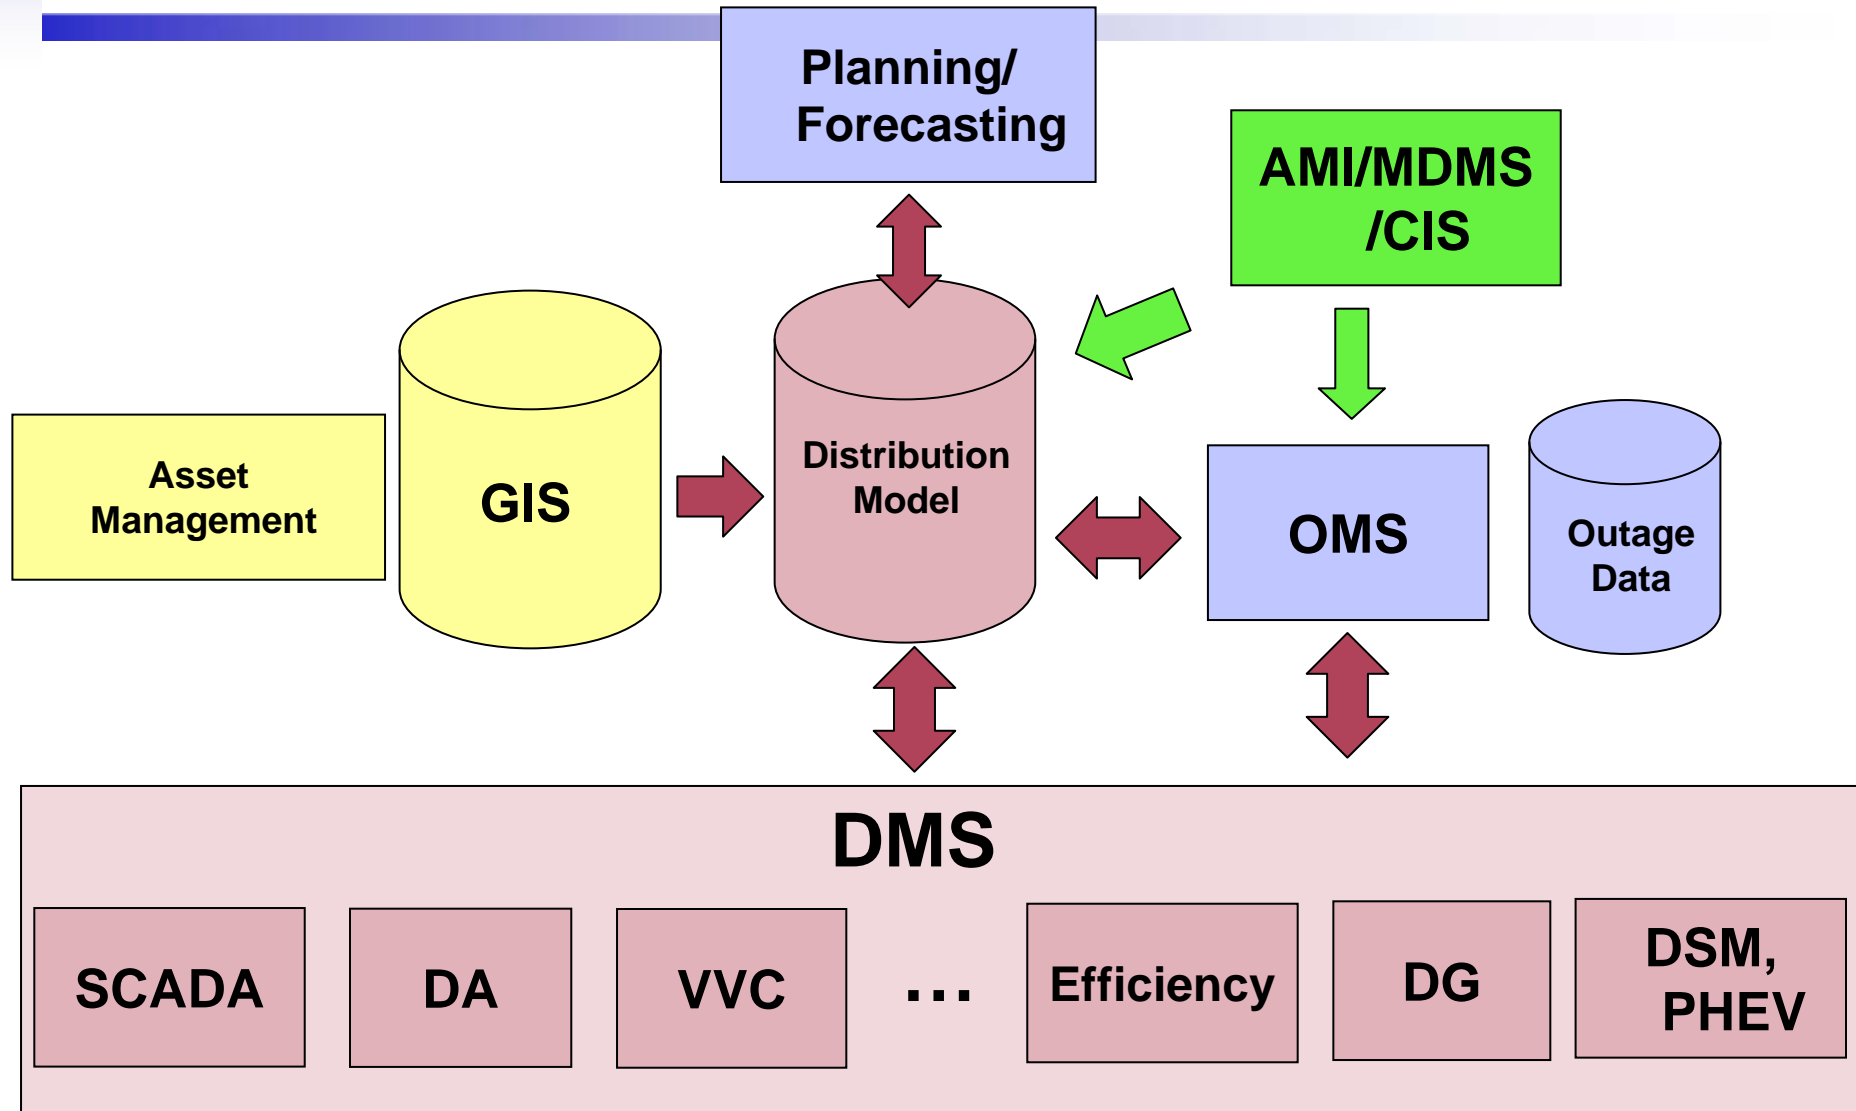 Planning/
Forecasting
AMI/MDMS
/CIS
Asset
Management
GIS
Distribution
Model
OMS
Outage
Data
DMS
SCADA
DA
VVC
...
Efficiency
DG
DSM,
PHEV